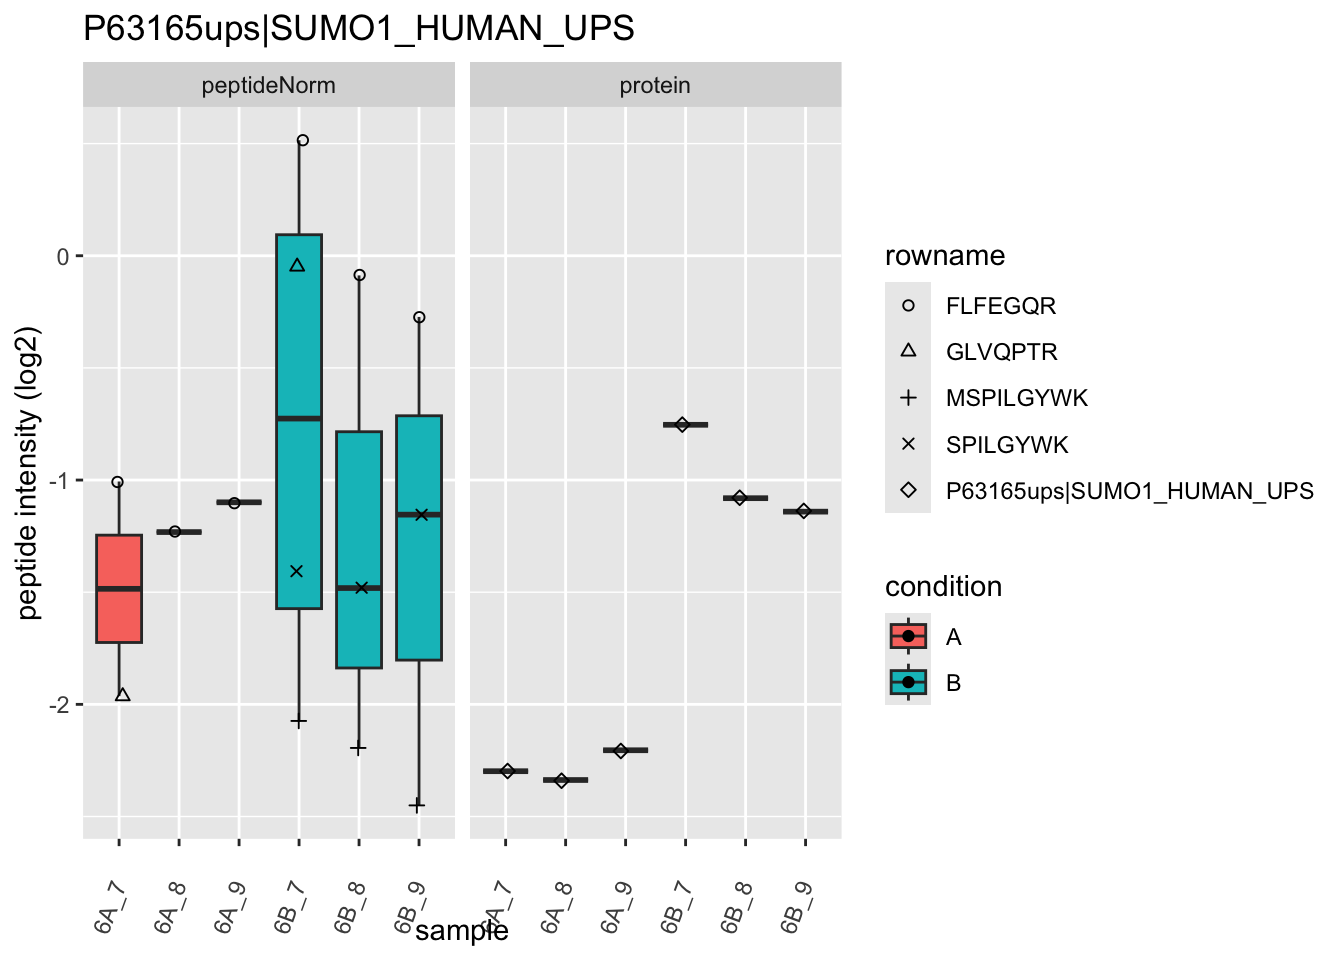 P63165ups|SUMO1_HUMAN_UPS
peptideNorm
protein
peptide intensity (log2)
0
-1
-2
6A_7
6A_8
6A_9
6B_7
6B_8
6B_9
6A_7
6A_8
6A_9
6B_7
6B_8
6B_9
sample
rowname
FLFEGQR
GLVQPTR
MSPILGYWK
SPILGYWK
P63165ups|SUMO1_HUMAN_UPS
condition
A
B